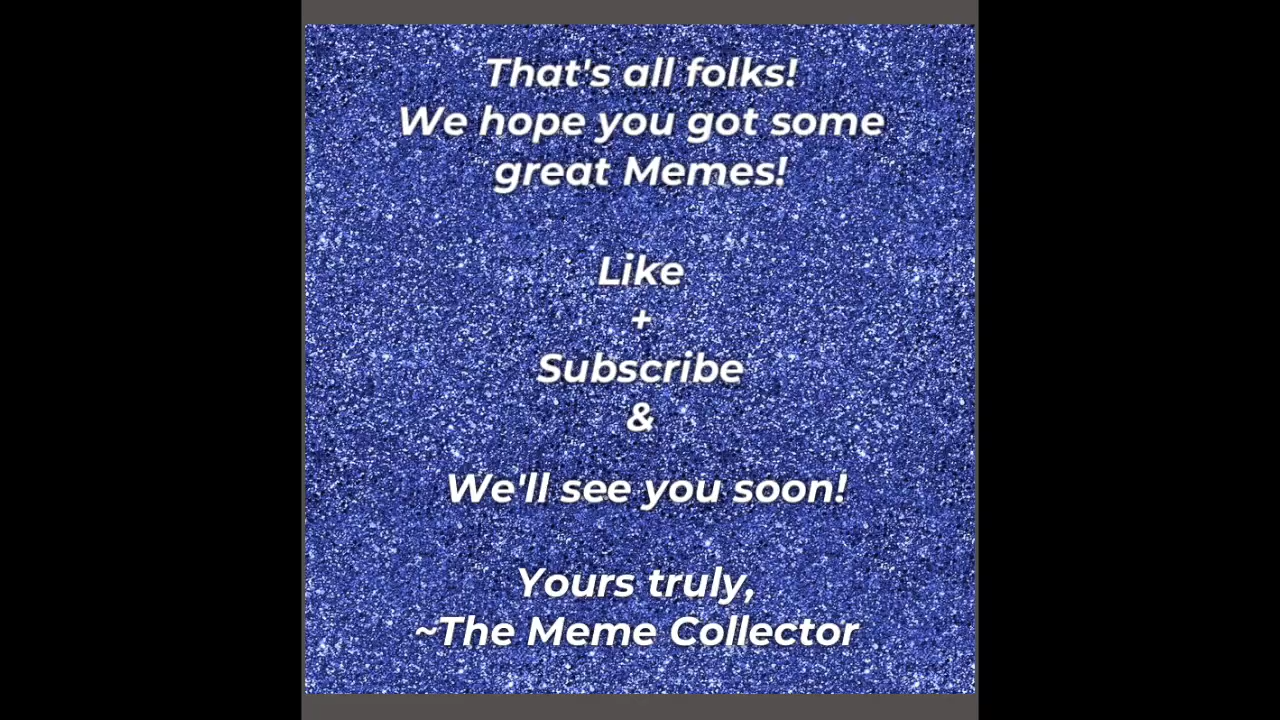 That's all folks!
We hope you got some
great Memes!
Like
+
Subscribe
&
We'll see you soon!
Yours truly,
~The Meme Collector